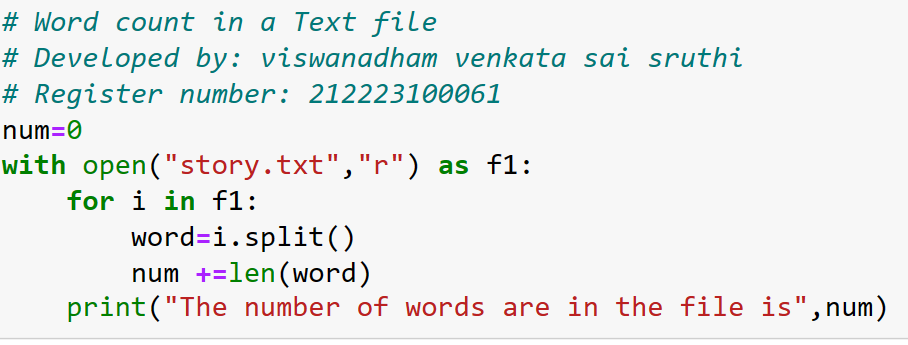 # Word count in a Text file
# Developed by: viswanadham venkata sai sruthi
# Register number: 212223100061
num=0
with open("story.txt","r") as f1:
    for i in f1:
        word=i.split()
        num +=len(word)
    print("The number of words are in the file is",num)